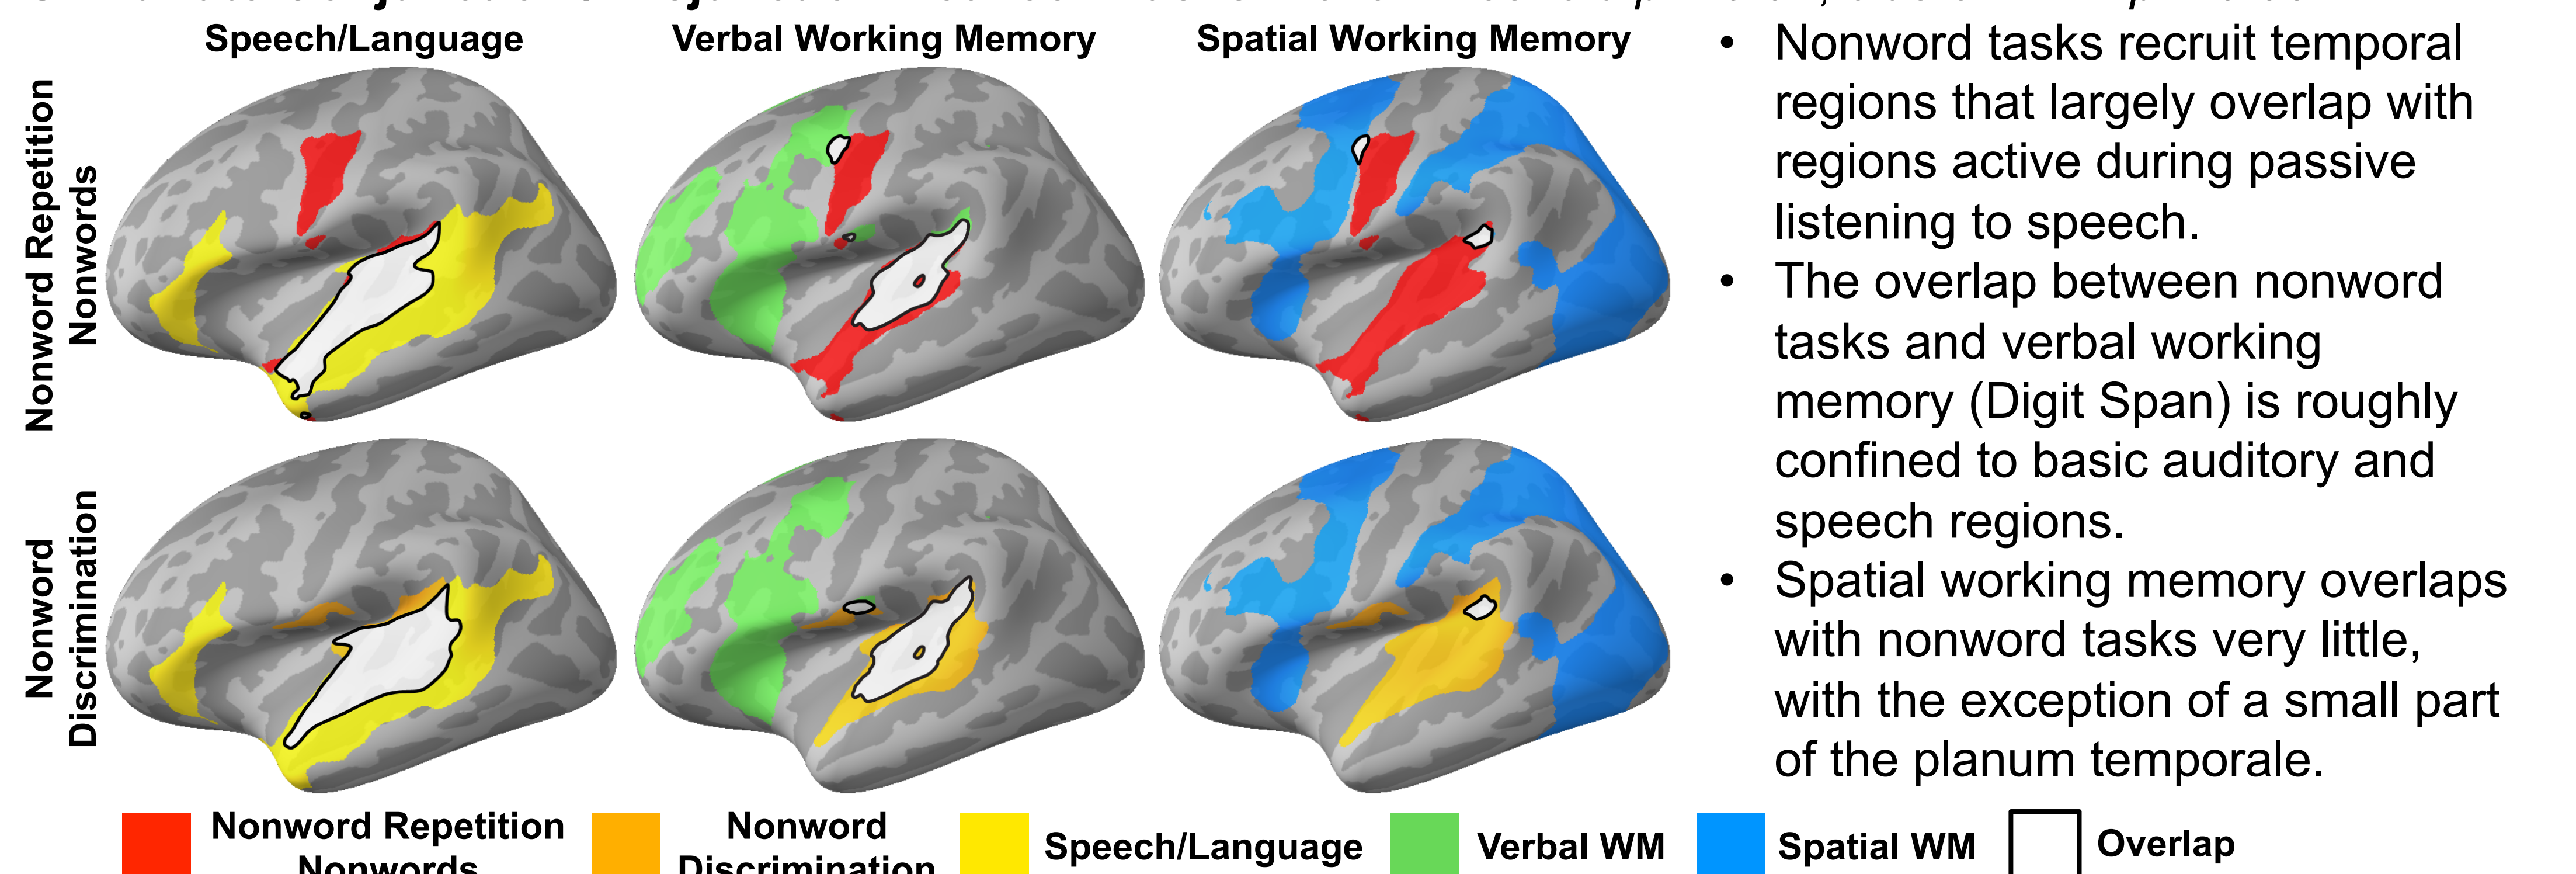 Speech/Language
Verbal Working Memory
Spatial Working Memory
Nonword Repetition
Nonwords
Nonword
Discrimination
• Nonword tasks recruit temporal
regions that largely overlap with
regions active during passive
listening to speech.
• The overlap between nonword
tasks and verbal working
memory (Digit Span) is roughly
confined to basic auditory and
speech regions.
• Spatial working memory overlaps
with nonword tasks very little,
with the exception of a small part
of the planum temporale.
Nonword Repetition
Nonwords
Nonword
Discrimination
Speech/Language
Verbal WM
Spatial WM
Overlap